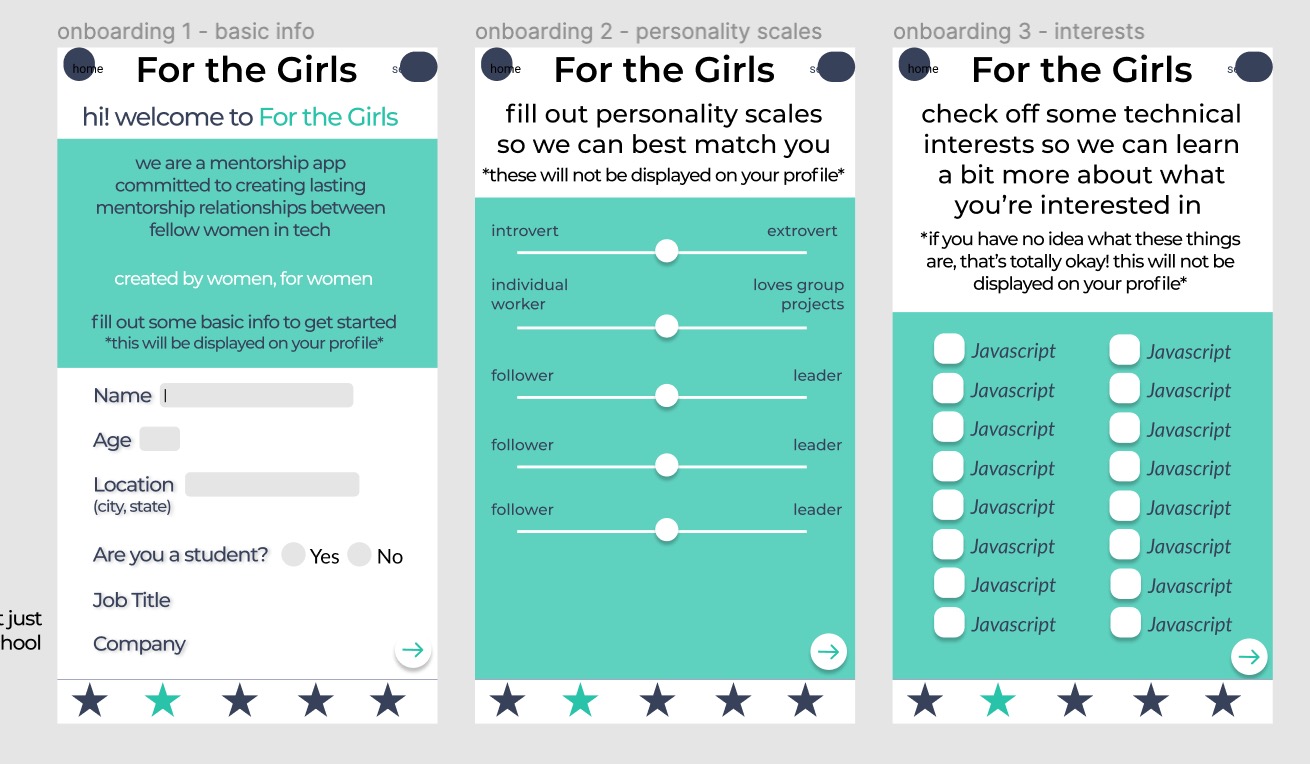 onboarding 1 - basic info
home
For the Girls
hi! welcome to For the Girls
we are a mentorship app
committed to creating lasting
mentorship relationships between
fellow women in tech
created by women, for women
fill out some basic info to get started
*this will be displayed on your profile*
Name
Age
Location
(city, state)
Are you a student? Yes No
Job Title
Company
just
onboarding 2 - personality scales
home
For the Girls
fill out personality scales
so we can best match you
*these will not be displayed on your profile*
introvert extrovert
individual loves group
worker projects
follower leader
follower leader
follower leader
onboarding 3 - interests
home
For the Girls
check off some technical
interests so we can learn
a bit more about what
you're interested in
*if you have no idea what these things
are, that's totally okay! this will not be
displayed on your profile*
Javascript Javascript
Javascript Javascript
Javascript Javascript
Javascript Javascript
Javascript Javascript
Javascript Javascript
Javascript Javascript
Javascript Javascript